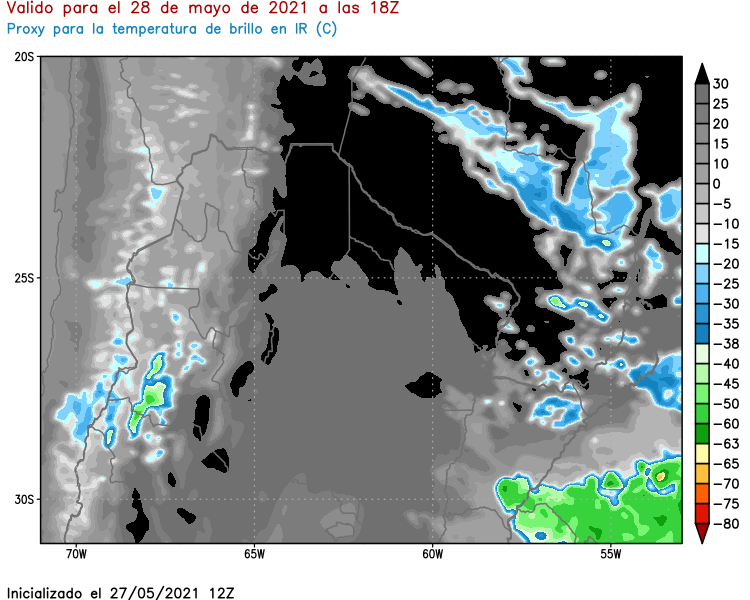 Valido para el 28 de mayo de 2021 a las 18Z
Proxy para la temperatura de brillo en IR (C)
20S
25S
30S
70W
65W
60W
55W
30
25
20
15
10
0
-5
-10
-15
-20
-25
-30
-35
-38
-40
-45
-50
-60
-63
-65
-70
-75
-80
Inicializado el 27/05/2021 12Z